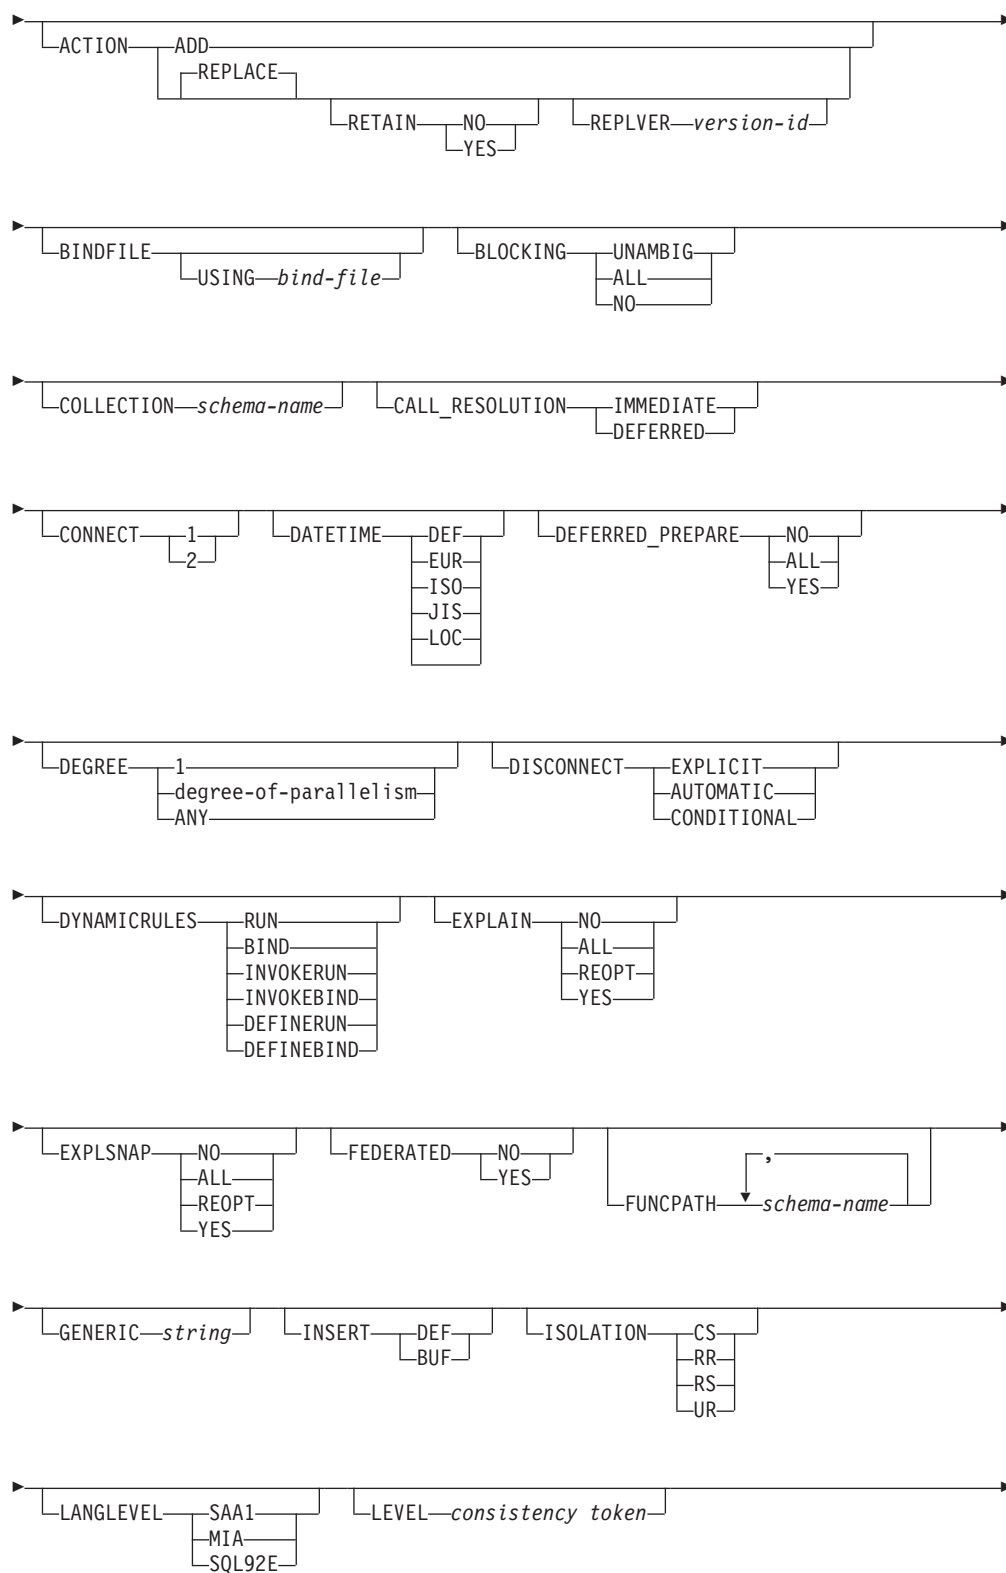 ACTION ADD
REPLACE
RETAIN NO REPLVER version-id
YES
BINDFILE BLOCKING UNAMBIG
USING bind-file ALL
NO
COLLECTION schema-name CALL_RESOLUTION IMMEDIATE
DEFERRED
CONNECT 1 DATETIME DEF DEFERRED_PREPARE NO
2 EUR ALL
ISO YES
JIS
LOC
DEGREE 1 DISCONNECT EXPLICIT
degree-of-parallelism AUTOMATIC
ANY CONDITIONAL
DYNAMICRULES RUN EXPLAIN NO
BIND ALL
INVOKERUN REOPT
INVOKEBIND YES
DEFINERUN
DEFINEBIND
EXPLSNAP NO FEDERATED NO ,
ALL YES FUNCPATH schema-name
REOPT
YES
GENERIC string INSERT DEF ISOLATION CS
BUF RR
RS
UR
LANGLEVEL SAA1 LEVEL consistency token
MIA
SQL92E